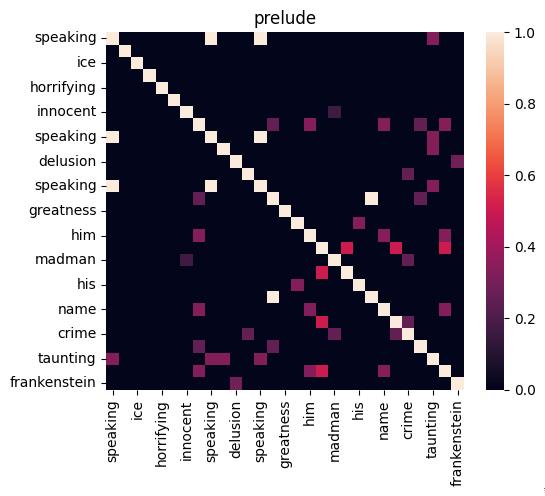 prelude
speaking
ice
horrifying
innocent
speaking
delusion
speaking
greatness
him
madman
his
name
crime
taunting
frankenstein
1.0
0.8
0.6
0.4
0.2
0.0
speaking
ice
horrifying
innocent
speaking
delusion
speaking
greatness
him
madman
his
name
crime
taunting
frankenstein